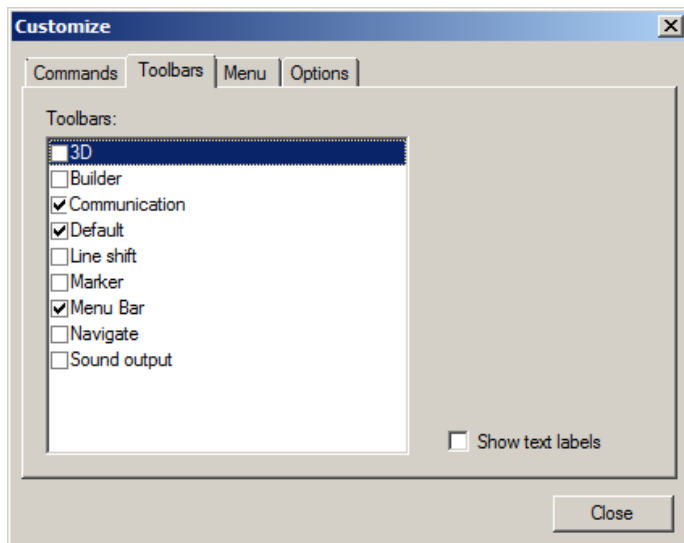 Customize
Commands Toolbars Menu Options
Toolbars:
3D
Builder
Communication
Default
Line shift
Marker
Menu Bar
Navigate
Sound output
Show text labels
Close